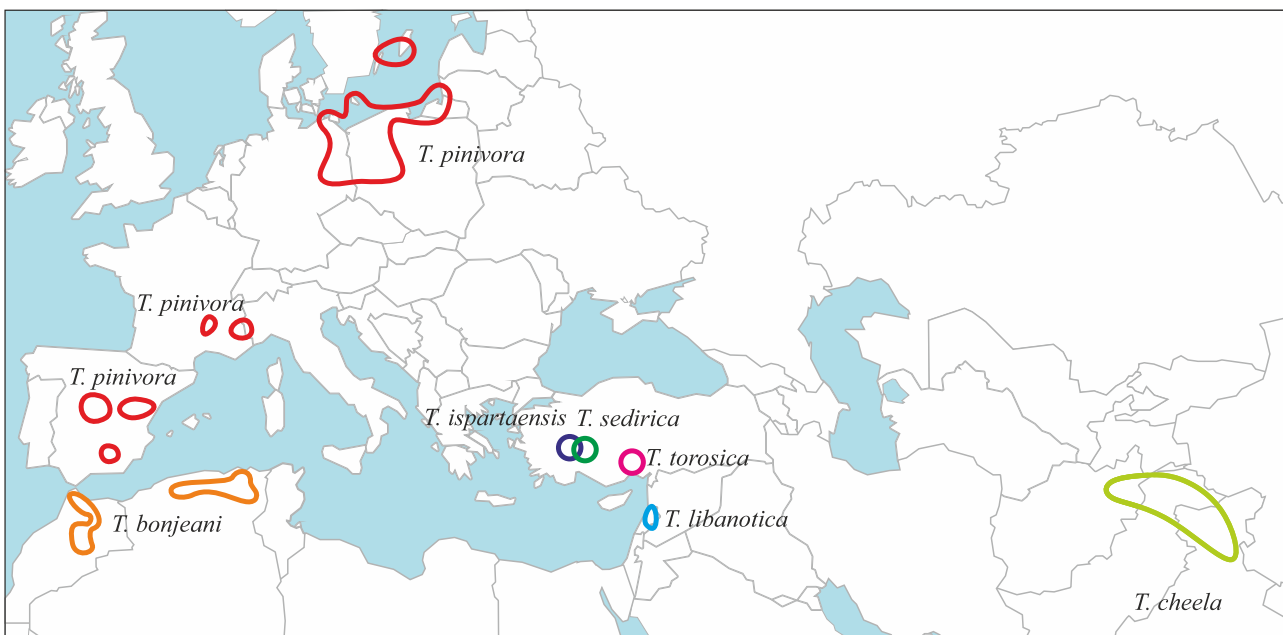 T. pinivora
T. pinivora
T. pinivora
T. ispartaensis
T. sedirica
T. torosica
T. bonjeani
T. libanotica
T. cheela